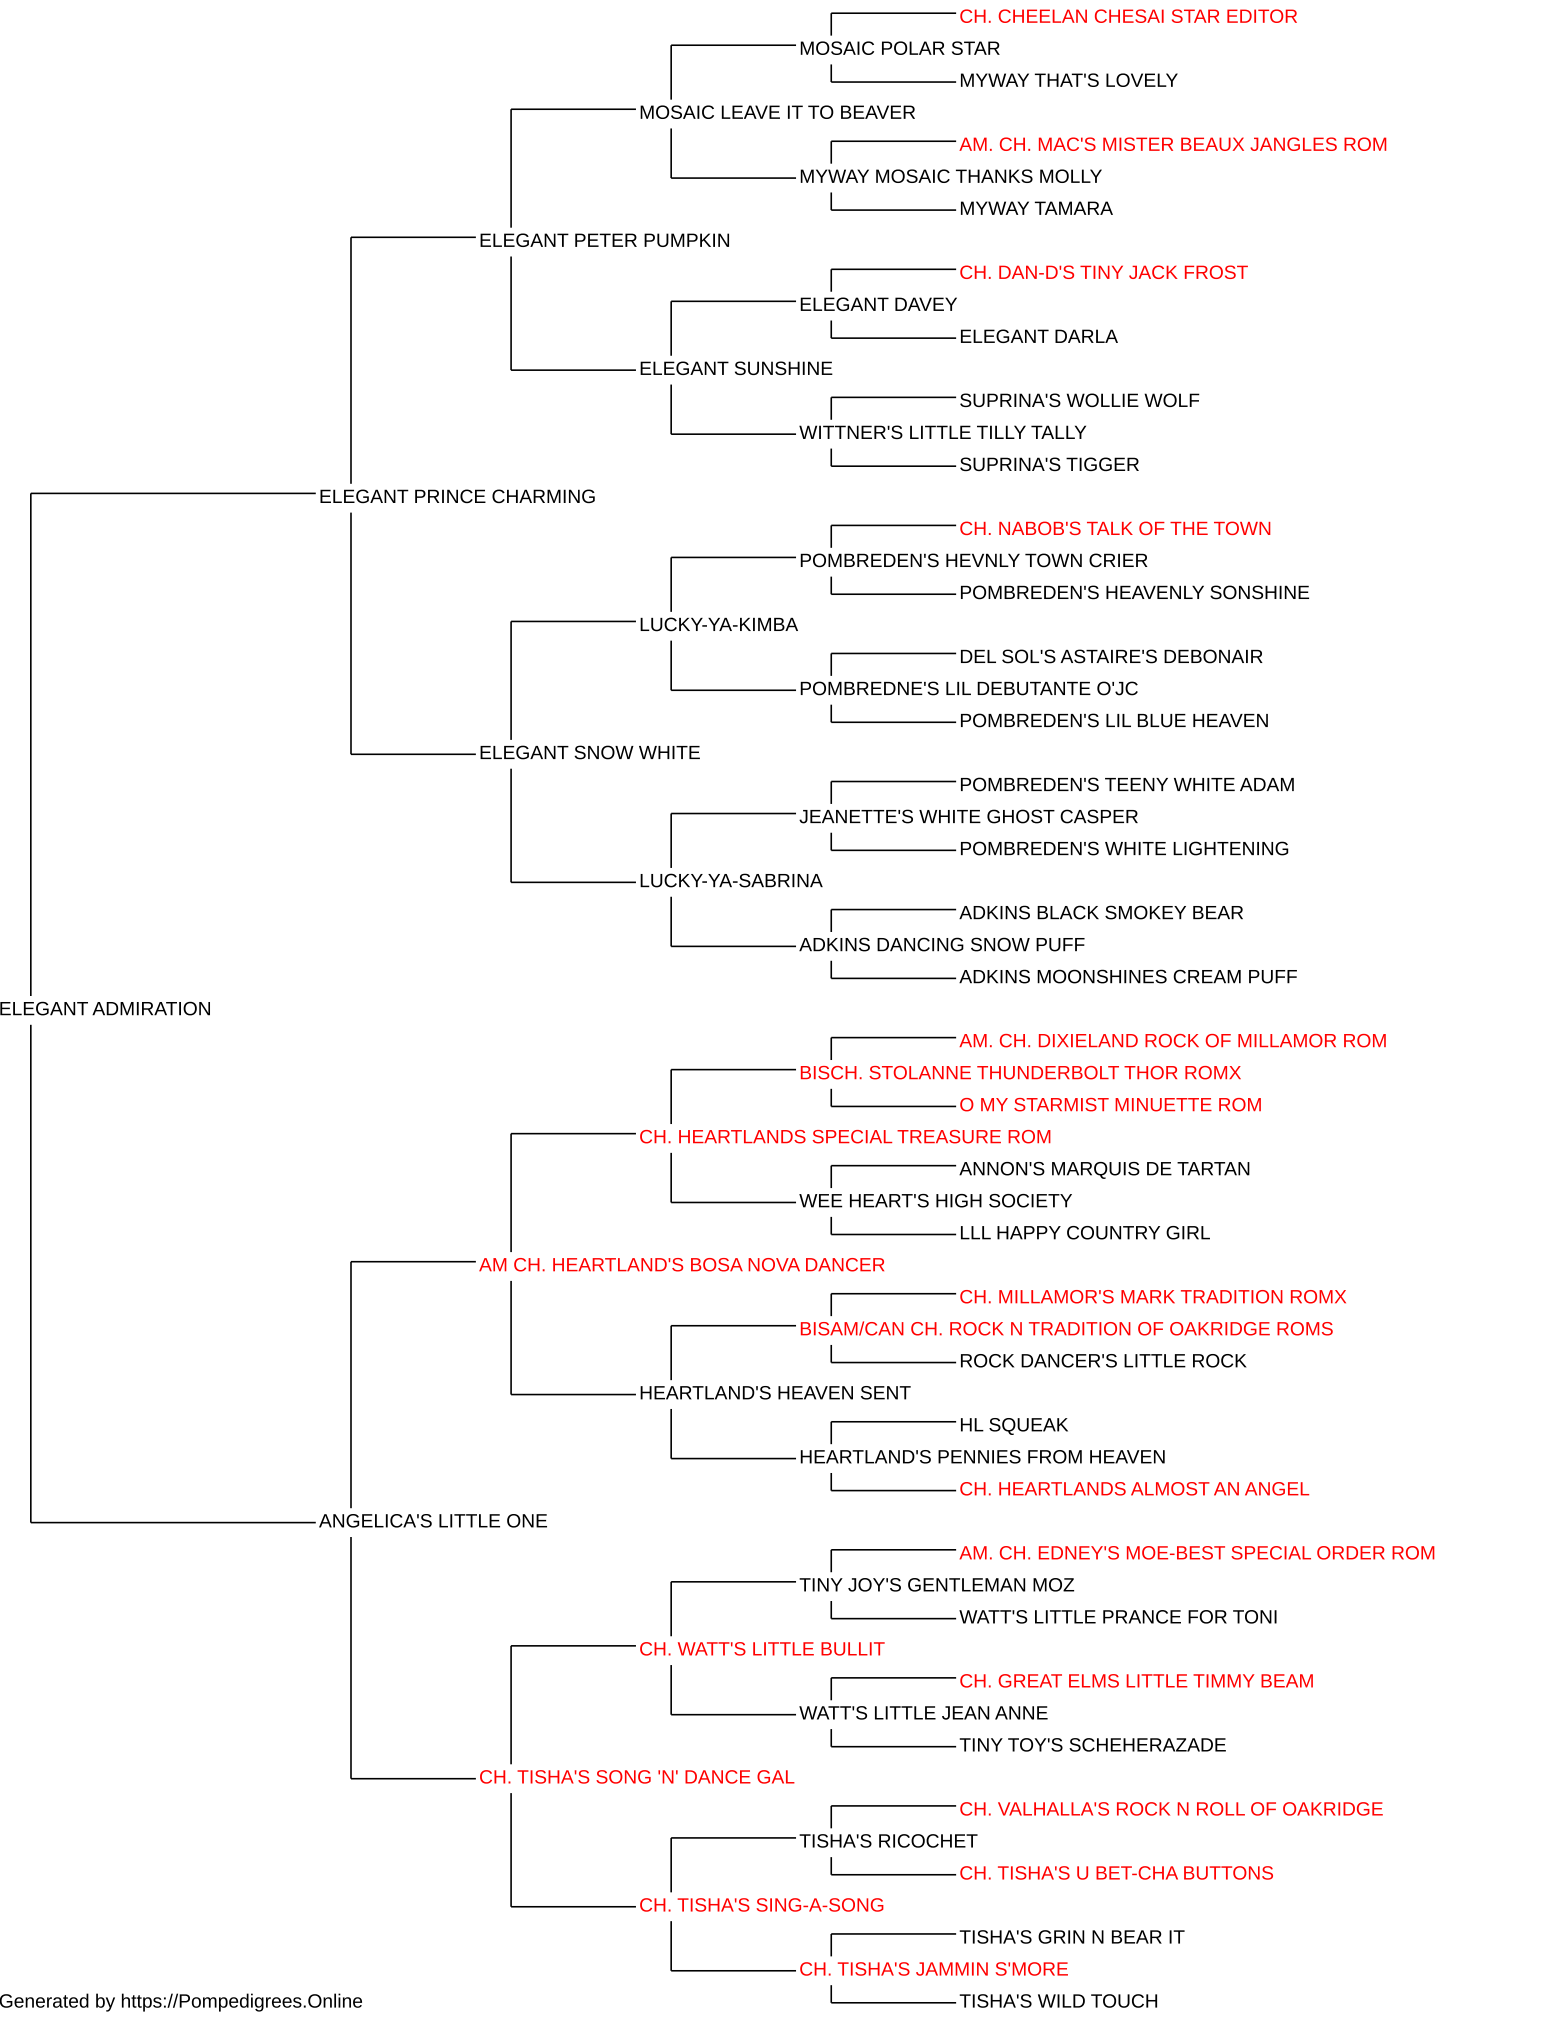 CH. CHEELAN CHESAI STAR EDITOR
MOSAIC POLAR STAR
MYWAY THAT'S LOVELY
MOSAIC LEAVE IT TO BEAVER
AM. CH. MAC'S MISTER BEAUX JANGLES ROM
MYWAY MOSAIC THANKS MOLLY
MYWAY TAMARA
ELEGANT PETER PUMPKIN
CH. DAN-D'S TINY JACK FROST
ELEGANT DAVEY
ELEGANT DARLA
ELEGANT SUNSHINE
SUPRINA'S WOLLIE WOLF
WITTNER'S LITTLE TILLY TALLY
SUPRINA'S TIGGER
ELEGANT PRINCE CHARMING
CH. NABOB'S TALK OF THE TOWN
POMBREDEN'S HEVNLY TOWN CRIER
POMBREDEN'S HEAVENLY SONSHINE
LUCKY-YA-KIMBA
DEL SOL'S ASTAIRE'S DEBONAIR
POMBREDNE'S LIL DEBUTANTE O'JC
POMBREDEN'S LIL BLUE HEAVEN
ELEGANT SNOW WHITE
POMBREDEN'S TEENY WHITE ADAM
JEANETTE'S WHITE GHOST CASPER
POMBREDEN'S WHITE LIGHTENING
LUCKY-YA-SABRINA
ADKINS BLACK SMOKEY BEAR
ADKINS DANCING SNOW PUFF
ADKINS MOONSHINES CREAM PUFF
ELEGANT ADMIRATION
AM. CH. DIXIELAND ROCK OF MILLAMOR ROM
BISCH. STOLANNE THUNDERBOLT THOR ROMX
O MY STARMIST MINUETTE ROM
CH. HEARTLANDS SPECIAL TREASURE ROM
ANNON'S MARQUIS DE TARTAN
WEE HEART'S HIGH SOCIETY
LLL HAPPY COUNTRY GIRL
AM CH. HEARTLAND'S BOSA NOVA DANCER
CH. MILLAMOR'S MARK TRADITION ROMX
BISAM/CAN CH. ROCK N TRADITION OF OAKRIDGE ROMS
ROCK DANCER'S LITTLE ROCK
HEARTLAND'S HEAVEN SENT
HL SQUEAK
HEARTLAND'S PENNIES FROM HEAVEN
CH. HEARTLANDS ALMOST AN ANGEL
ANGELICA'S LITTLE ONE
AM. CH. EDNEY'S MOE-BEST SPECIAL ORDER ROM
TINY JOY'S GENTLEMAN MOZ
WATT'S LITTLE PRANCE FOR TONI
CH. WATT'S LITTLE BULLIT
CH. GREAT ELMS LITTLE TIMMY BEAM
WATT'S LITTLE JEAN ANNE
TINY TOY'S SCHEHERAZADE
CH. TISHA'S SONG 'N' DANCE GAL
CH. VALHALLA'S ROCK N ROLL OF OAKRIDGE
TISHA'S RICOCHET
CH. TISHA'S U BET-CHA BUTTONS
CH. TISHA'S SING-A-SONG
TISHA'S GRIN N BEAR IT
CH. TISHA'S JAMMIN S'MORE
TISHA'S WILD TOUCH
Generated by https://Pompedigrees.Online